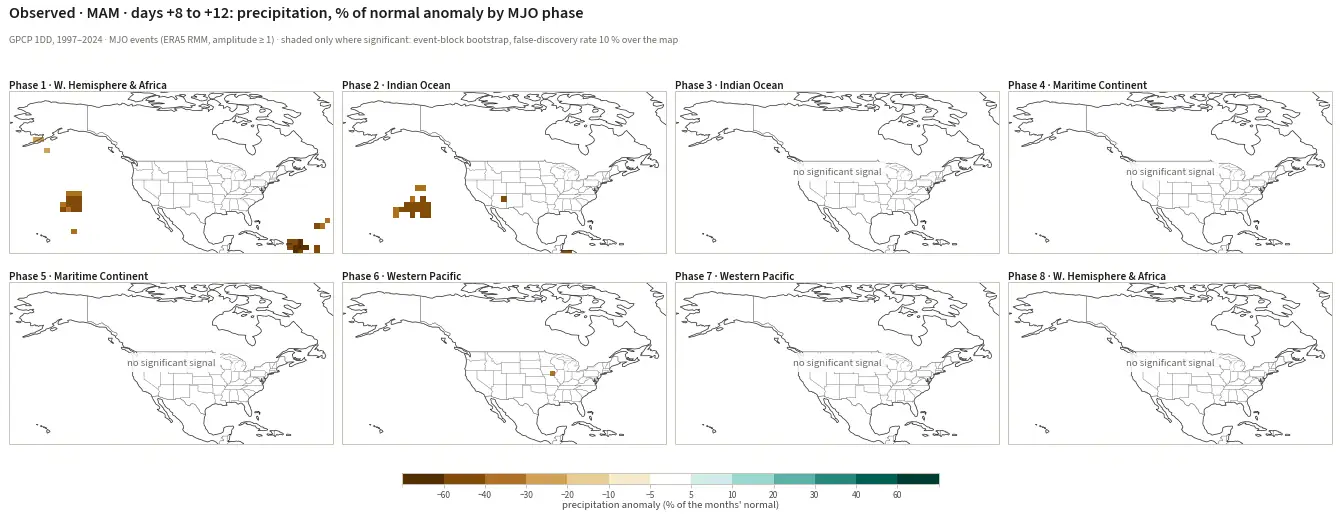 Observed · MAM · days +8 to +12: precipitation, % of normal anomaly by MJO phase
GPCP 1DD, 1997–2024 · MJO events (ERA5 RMM, amplitude ≥ 1) · shaded only where significant: event-block bootstrap, false-discovery rate 10 % over the map
Phase 1 · W. Hemisphere & Africa
Phase 2 · Indian Ocean
Phase 3 · Indian Ocean
Phase 4 · Maritime Continent
no significant signal
no significant signal
Phase 5 · Maritime Continent
Phase 6 · Western Pacific
Phase 7 · Western Pacific
Phase 8 · W. Hemisphere & Africa
no significant signal
no significant signal
no significant signal
−60 −40 −30 −20 −10 −5 5 10 20 30 40 60
precipitation anomaly (% of the months' normal)